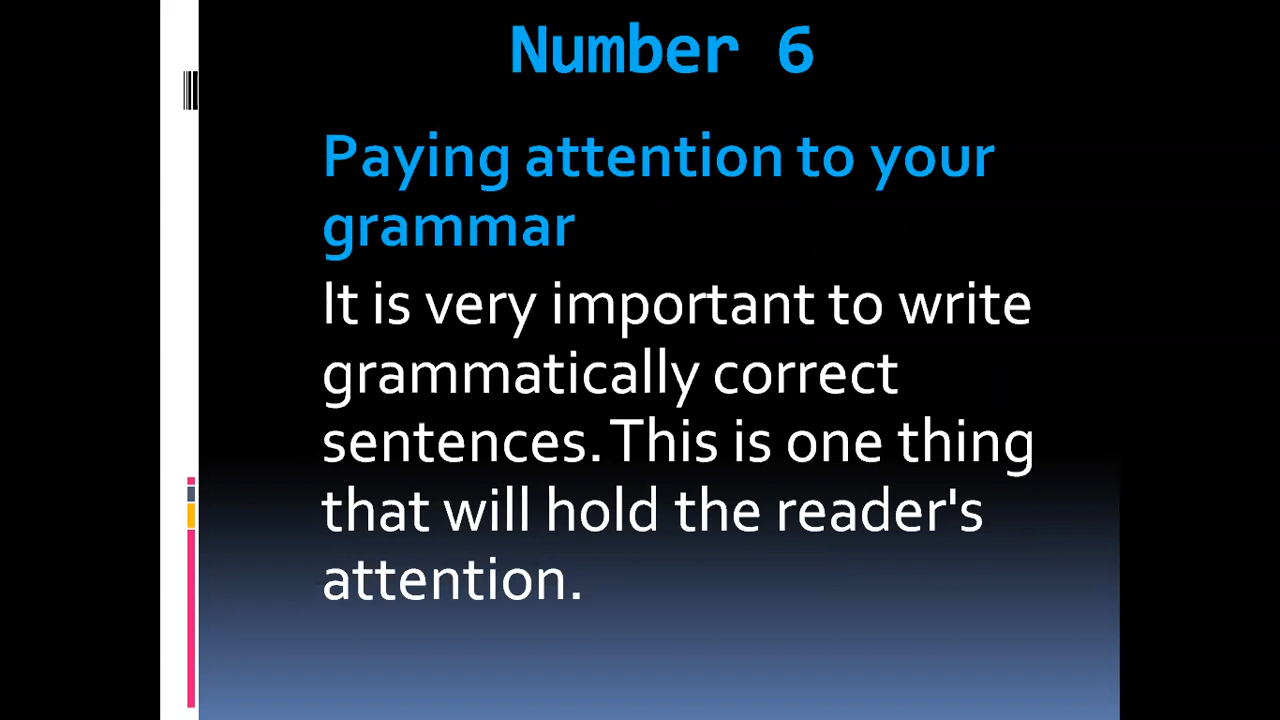 Number 6
Paying attention to your
grammar
It is very important to write
grammatically correct
sentences. This is one thing
that will hold the reader's
attention.